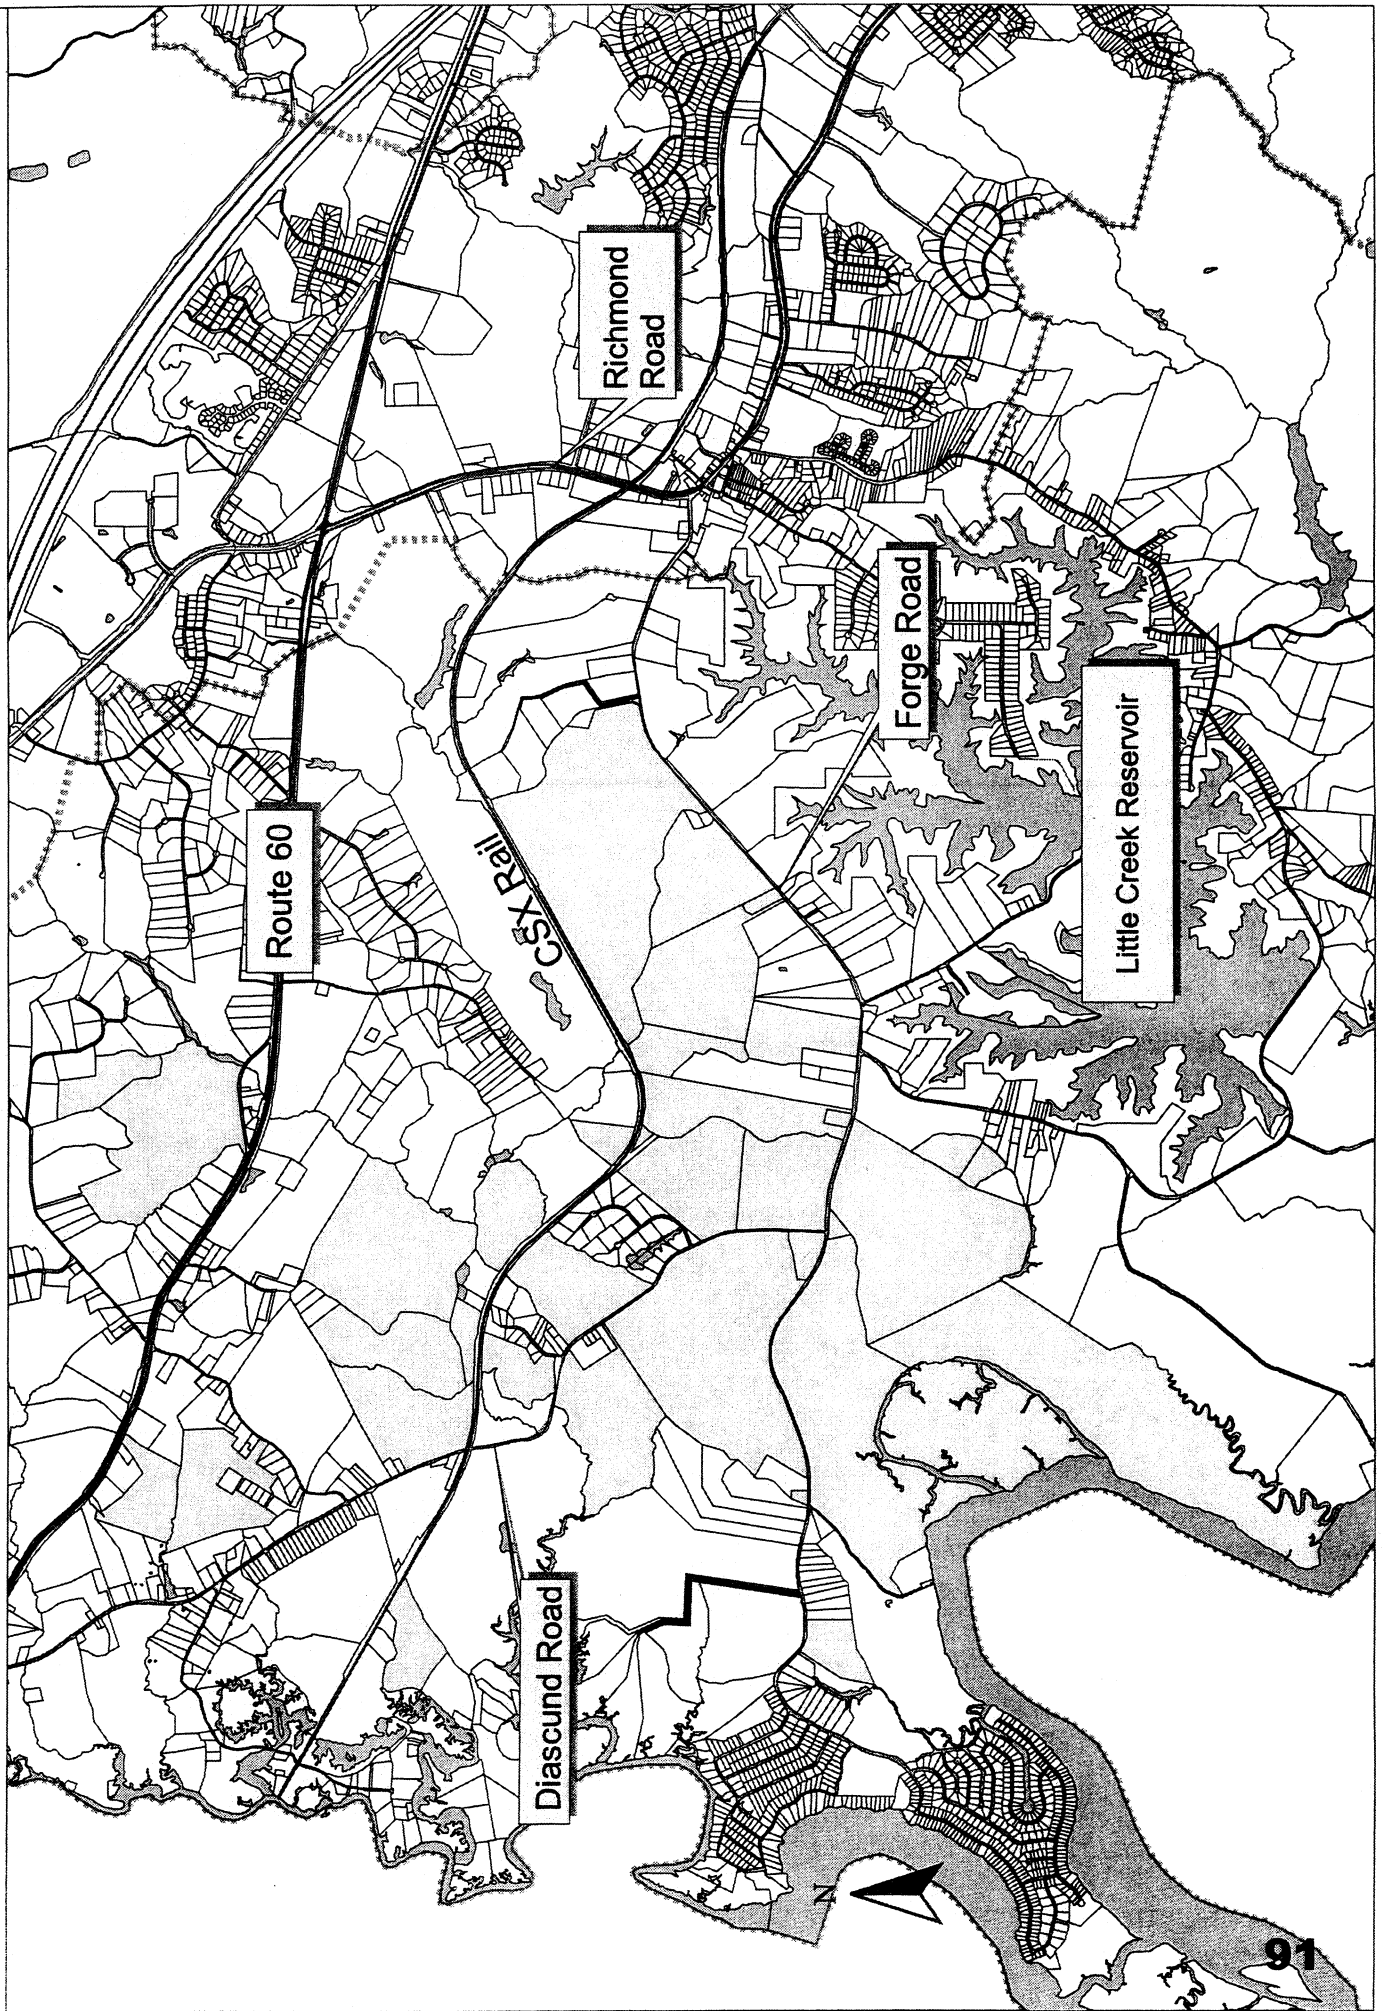 Richmond
Road
Route 60
CSX Rail
Forge Road
Little Creek Reservoir
Diascund Road
N
91